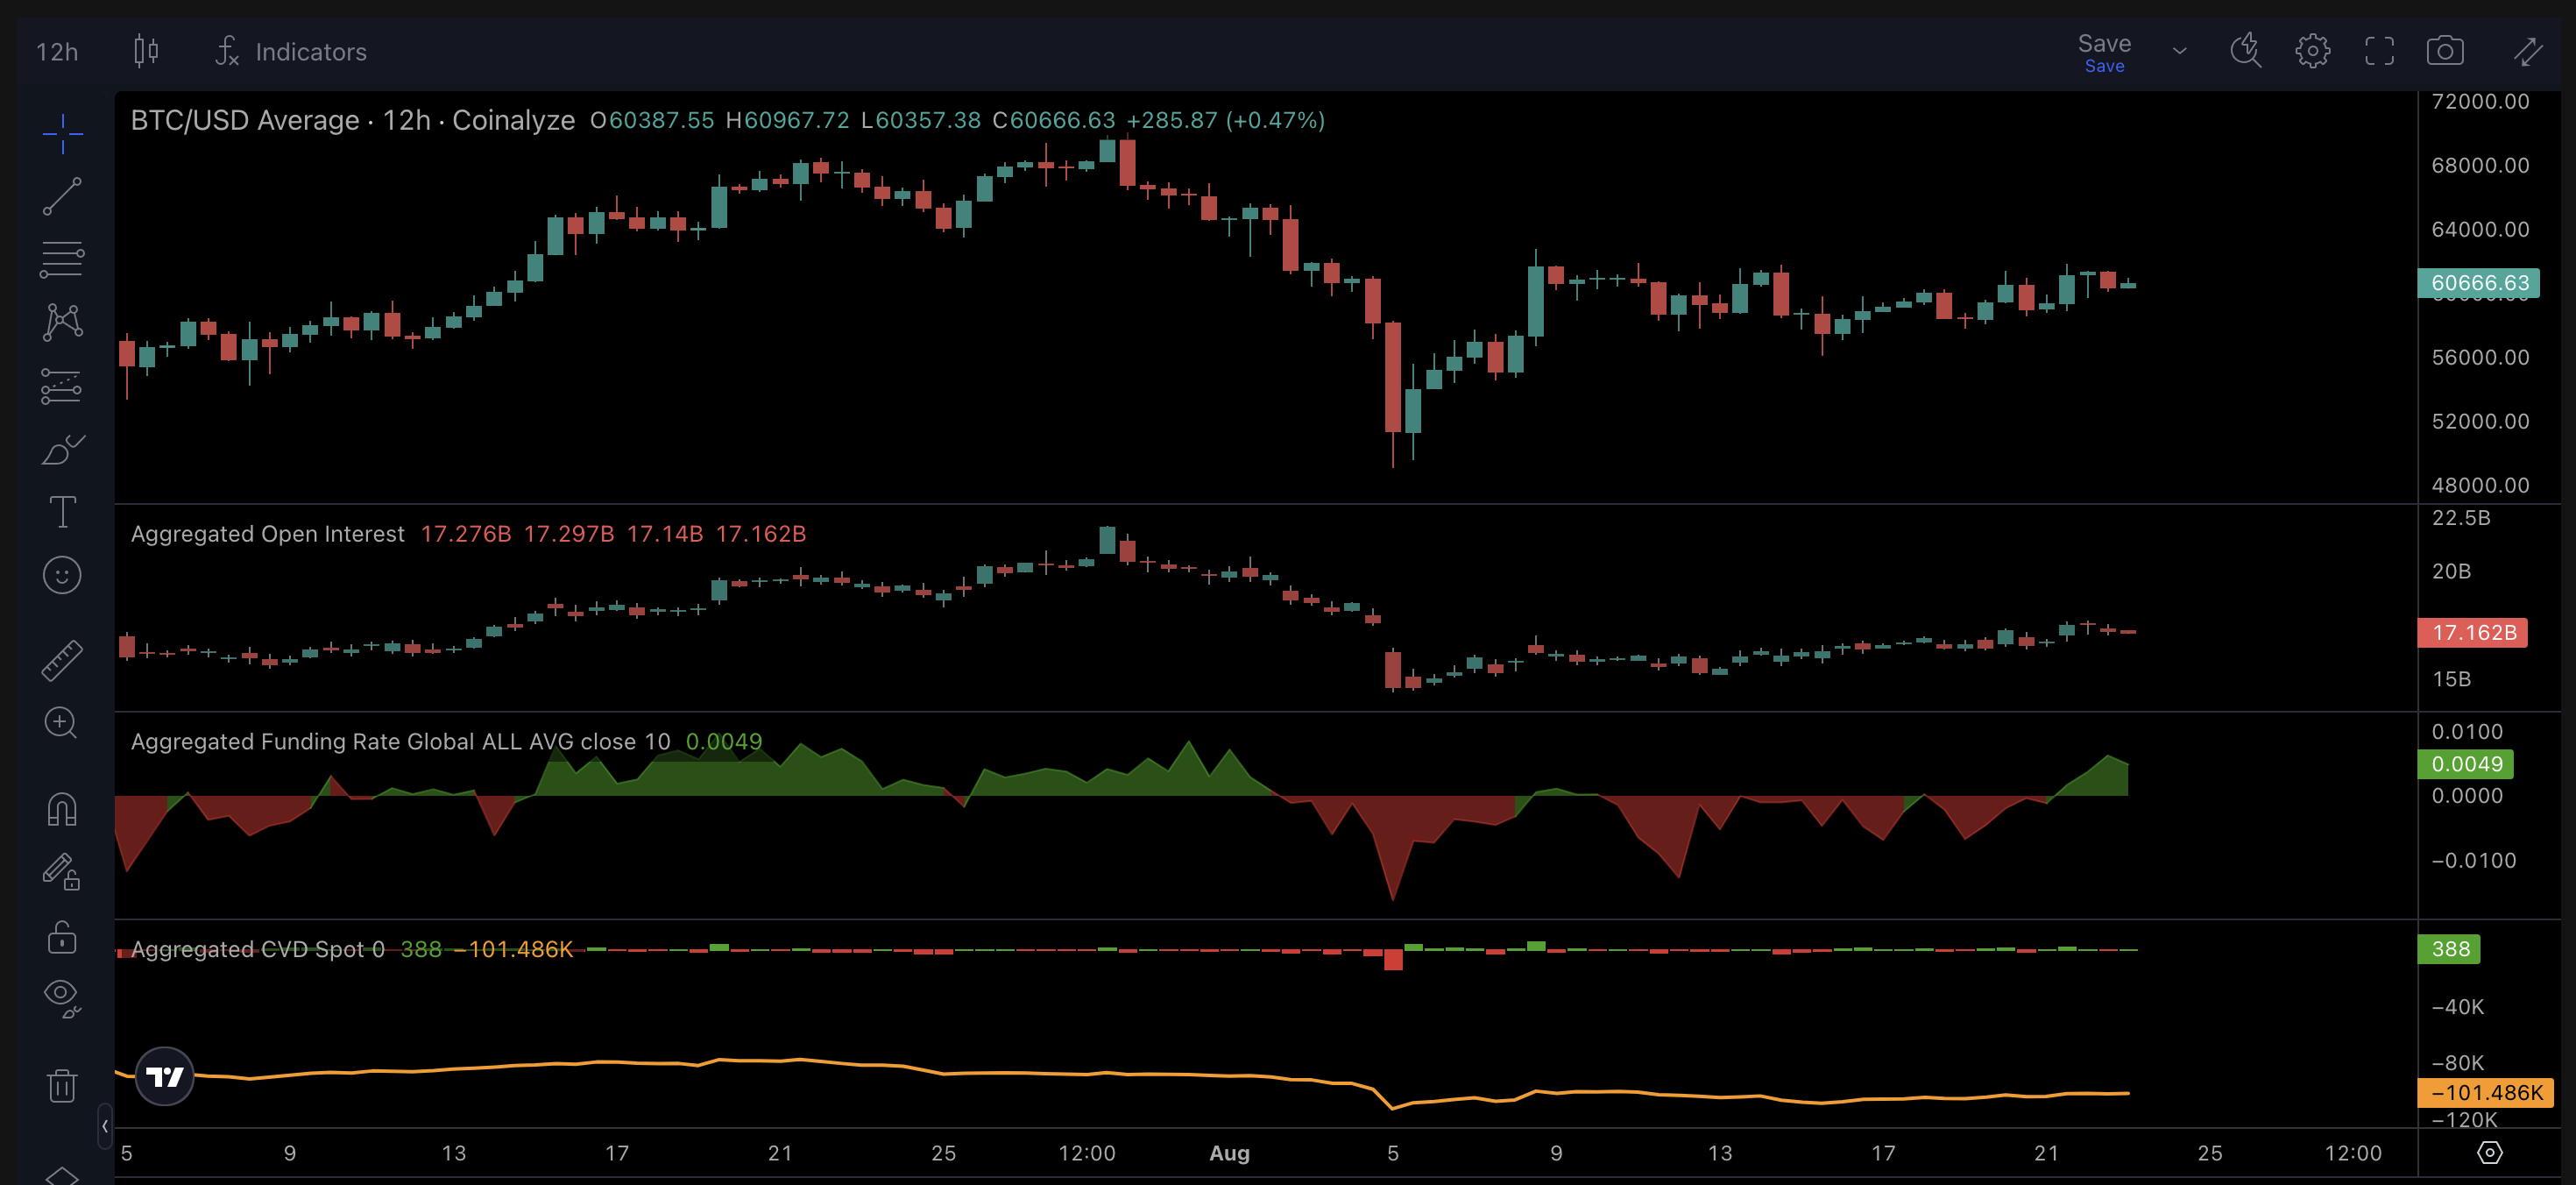 12h Indicators Save
Save
BTC/USD Average · 12h · Coinalyze O60387.55 H60967.72 L60357.38 C60666.63 +285.87 (+0.47%)
72000.00
68000.00
64000.00
60666.63
56000.00
52000.00
48000.00
Aggregated Open Interest 17.276B 17.297B 17.14B 17.162B
22.5B
20B
17.162B
15B
Aggregated Funding Rate Global ALL AVG close 10 0.0049
0.0100
0.0049
0.0000
−0.0100
Aggregated CVD Spot 0 388 −101.486K
388
−40K
−80K
−101.486K
−120K
5 9 13 17 21 25 12:00 Aug 5 9 13 17 21 25 12:00